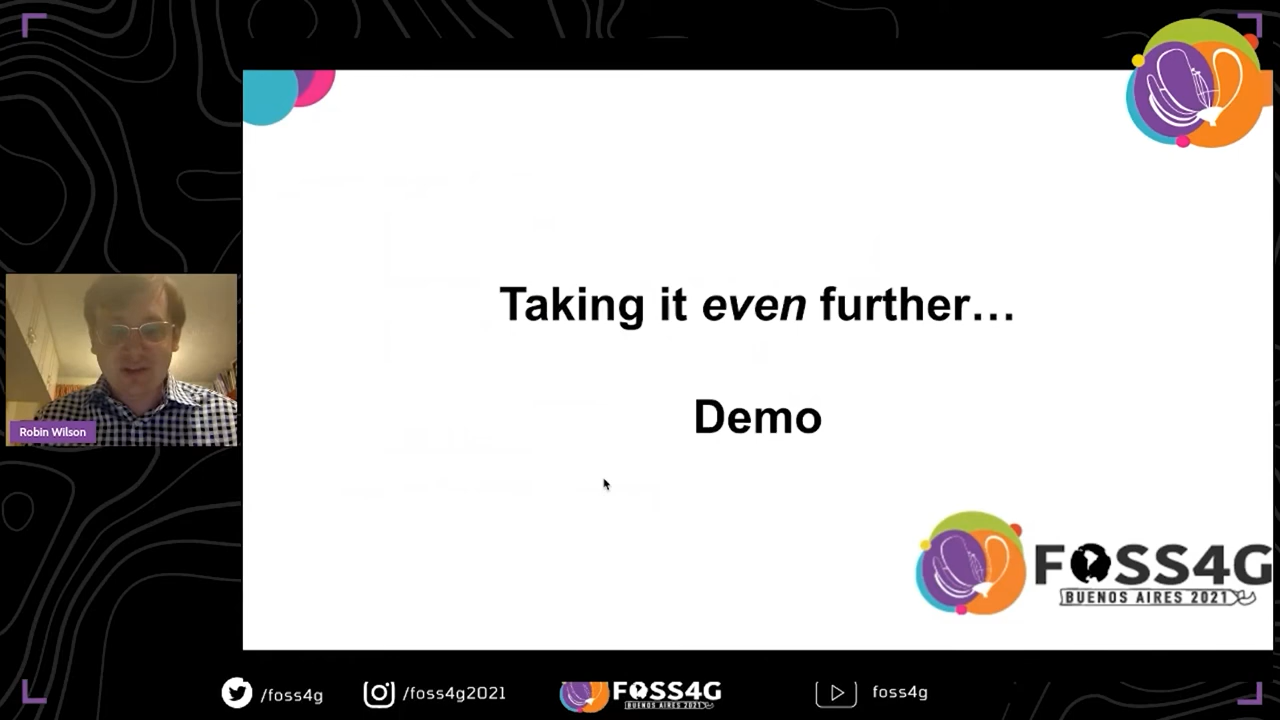 Taking it even further…
Demo
Robin Wilson
FOSS4G
BUENOS AIRES 2021
/foss4g
/foss4g2021
FOSS4G
BUENOS AIRES 2021
foss4g